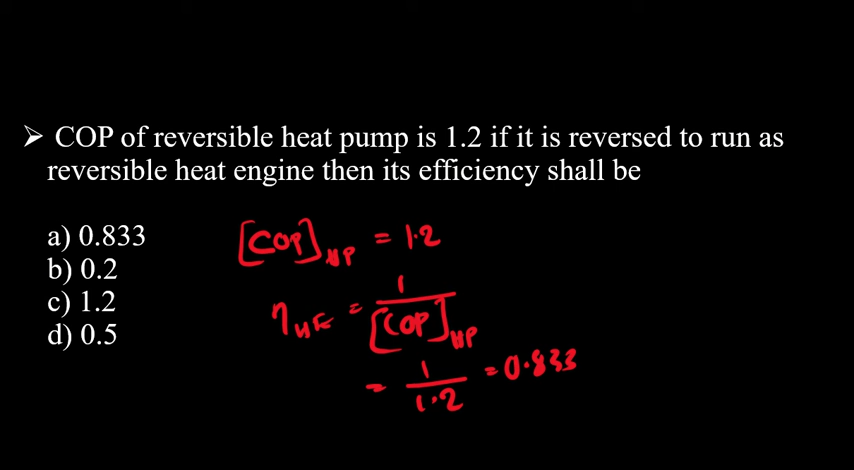 ➤ COP of reversible heat pump is 1.2 if it is reversed to run as
reversible heat engine then its efficiency shall be
a) 0.833
b) 0.2
c) 1.2
d) 0.5
[COP]HP = 1.2
ηHE = 1/[COP]HP
= 1/1.2 = 0.833